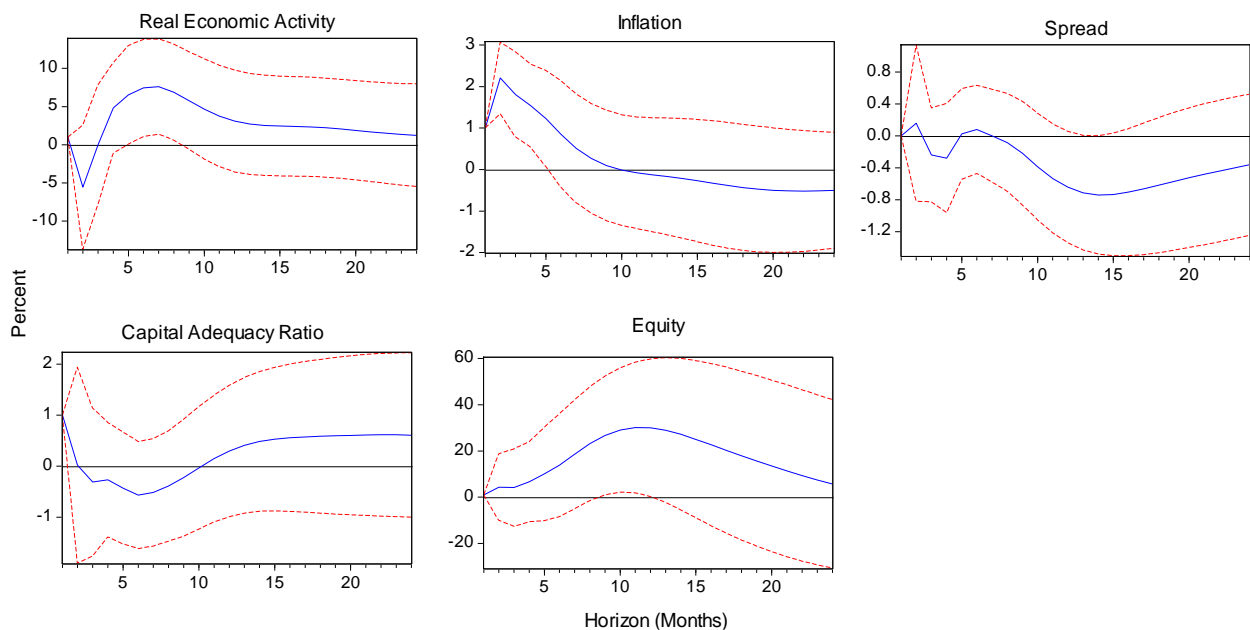 Real Economic Activity
10
5
0
-5
-10
5 10 15 20
Inflation
3
2
1
0
-1
-2
5 10 15 20
Spread
0.8
0.4
0.0
-0.4
-0.8
-1.2
5 10 15 20
Percent
Capital Adequacy Ratio
2
1
0
-1
5 10 15 20
Equity
60
40
20
0
-20
5 10 15 20
Horizon (Months)